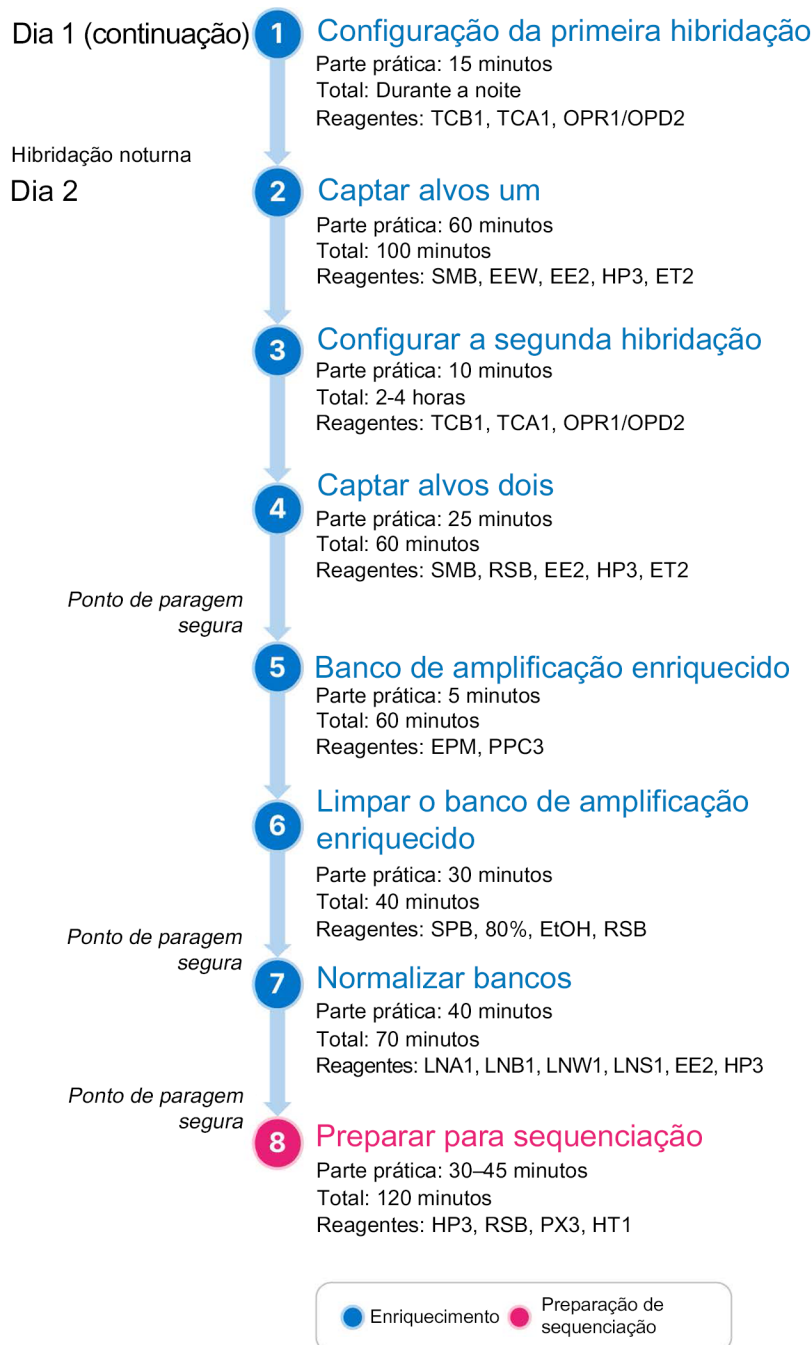 Dia 1 (continuação)
1
Configuração da primeira hibridação
Parte prática: 15 minutos
Total: Durante a noite
Reagentes: TCB1, TCA1, OPR1/OPD2
Hibridação noturna
Dia 2
2
Captar alvos um
Parte prática: 60 minutos
Total: 100 minutos
Reagentes: SMB, EEW, EE2, HP3, ET2
3
Configurar a segunda hibridação
Parte prática: 10 minutos
Total: 2-4 horas
Reagentes: TCB1, TCA1, OPR1/OPD2
4
Captar alvos dois
Parte prática: 25 minutos
Total: 60 minutos
Reagentes: SMB, RSB, EE2, HP3, ET2
Ponto de paragem
segura
5
Banco de amplificação enriquecido
Parte prática: 5 minutos
Total: 60 minutos
Reagentes: EPM, PPC3
6
Limpar o banco de amplificação
enriquecido
Parte prática: 30 minutos
Total: 40 minutos
Reagentes: SPB, 80%, EtOH, RSB
Ponto de paragem
segura
7
Normalizar bancos
Parte prática: 40 minutos
Total: 70 minutos
Reagentes: LNA1, LNB1, LNW1, LNS1, EE2, HP3
Ponto de paragem
segura
8
Preparar para sequenciação
Parte prática: 30–45 minutos
Total: 120 minutos
Reagentes: HP3, RSB, PX3, HT1
Enriquecimento
Preparação de
sequenciação